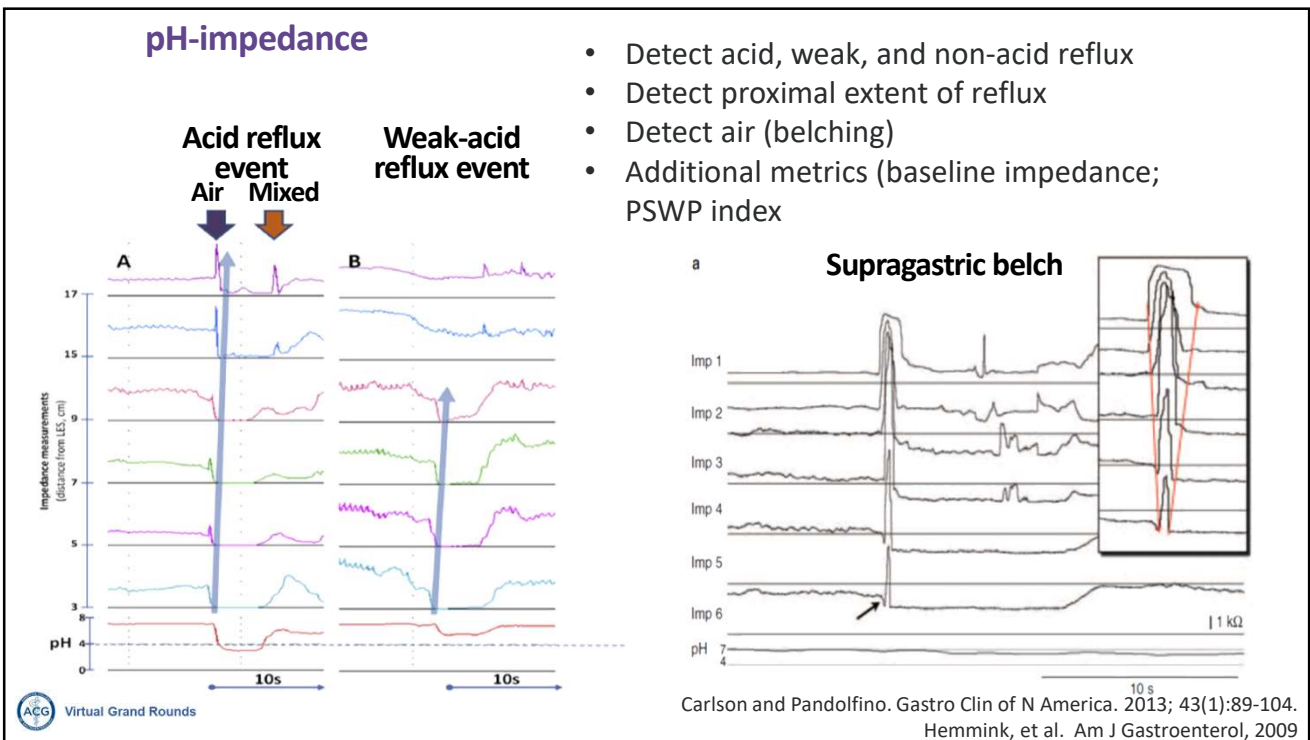 pH-impedance
• Detect acid, weak, and non-acid reflux
• Detect proximal extent of reflux
• Detect air (belching)
• Additional metrics (baseline impedance;
PSWP index
Acid reflux
event
Air Mixed
Weak-acid
reflux event
A
B
Impedance measurements
(distance from LES, cm)
17
15
9
7
5
3
8
pH 4
0
10s
10s
a
Supragastric belch
Imp 1
Imp 2
Imp 3
Imp 4
Imp 5
Imp 6
1 kΩ
pH 7
4
10 s
ACG Virtual Grand Rounds
Carlson and Pandolfino. Gastro Clin of N America. 2013; 43(1):89-104.
Hemmink, et al. Am J Gastroenterol, 2009